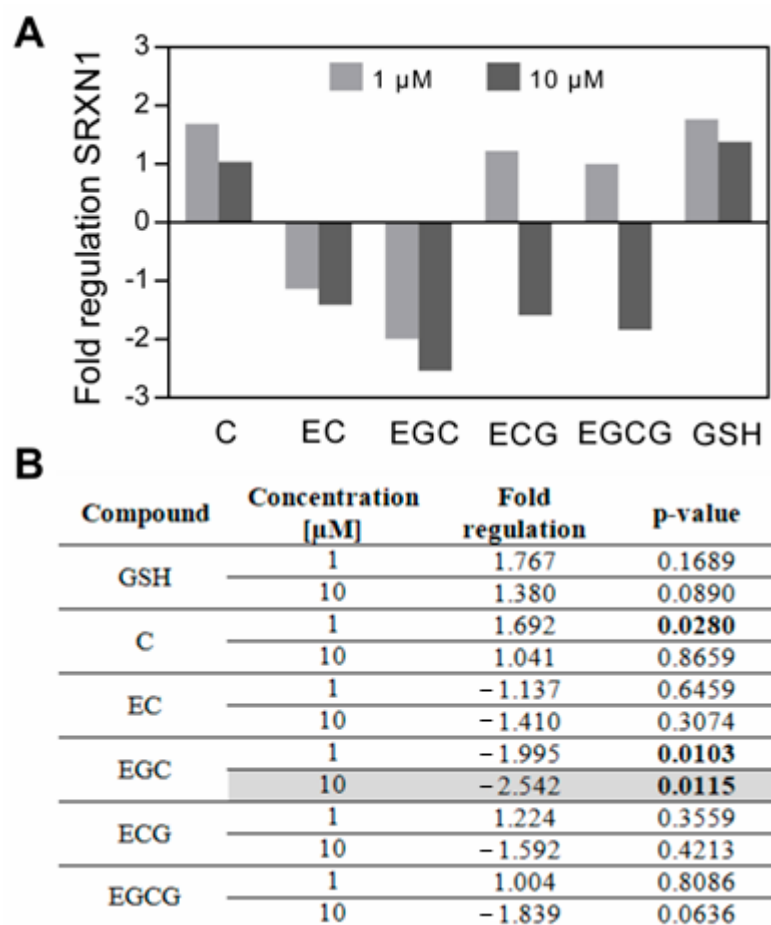 A
Fold regulation SRXN1
3
2
1
0
-1
-2
-3
1 μM 10 μM
C EC EGC ECG EGCG GSH
B
Compound Concentration [μM] Fold regulation p-value
GSH 1 1.767 0.1689
10 1.380 0.0890
C 1 1.692 0.0280
10 1.041 0.8659
EC 1 −1.137 0.6459
10 −1.410 0.3074
EGC 1 −1.995 0.0103
10 −2.542 0.0115
ECG 1 1.224 0.3559
10 −1.592 0.4213
EGCG 1 1.004 0.8086
10 −1.839 0.0636